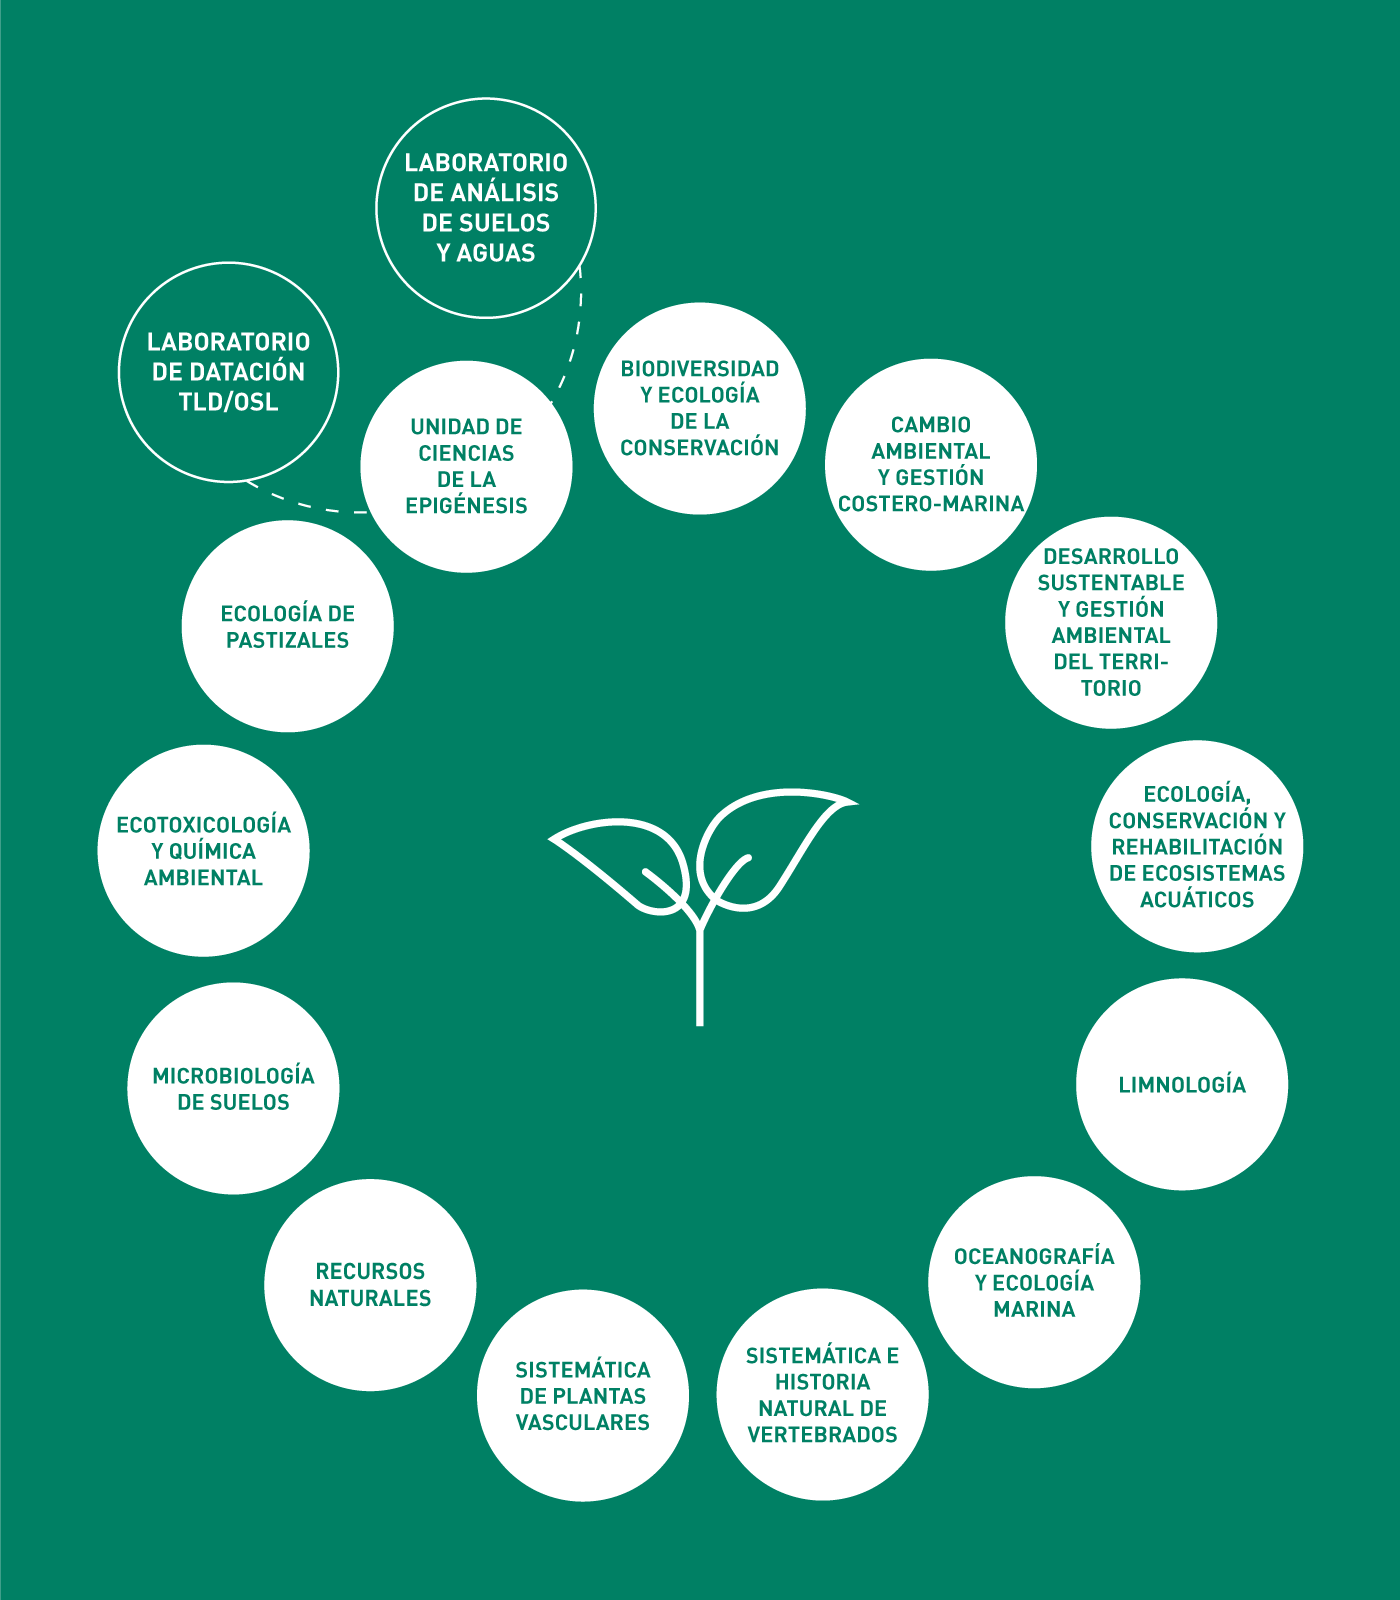 LABORATORIO
DE ANÁLISIS
DE SUELOS
Y AGUAS
LABORATORIO
DE DATACIÓN
TLD/OSL
UNIDAD DE
CIENCIAS
DE LA
EPIGÉNESIS
BIODIVERSIDAD
Y ECOLOGÍA
DE LA
CONSERVACIÓN
CAMBIO
AMBIENTAL
Y GESTIÓN
COSTERO-MARINA
DESARROLLO
SUSTENTABLE
Y GESTIÓN
AMBIENTAL
DEL TERRI-
TORIO
ECOLOGÍA,
CONSERVACIÓN Y
REHABILITACIÓN
DE ECOSISTEMAS
ACUÁTICOS
LIMNOLOGÍA
OCEANOGRAFÍA
Y ECOLOGÍA
MARINA
SISTEMÁTICA E
HISTORIA
NATURAL DE
VERTEBRADOS
SISTEMÁTICA
DE PLANTAS
VASCULARES
RECURSOS
NATURALES
MICROBIOLOGÍA
DE SUELOS
ECOTOXICOLOGÍA
Y QUÍMICA
AMBIENTAL
ECOLOGÍA DE
PASTIZALES